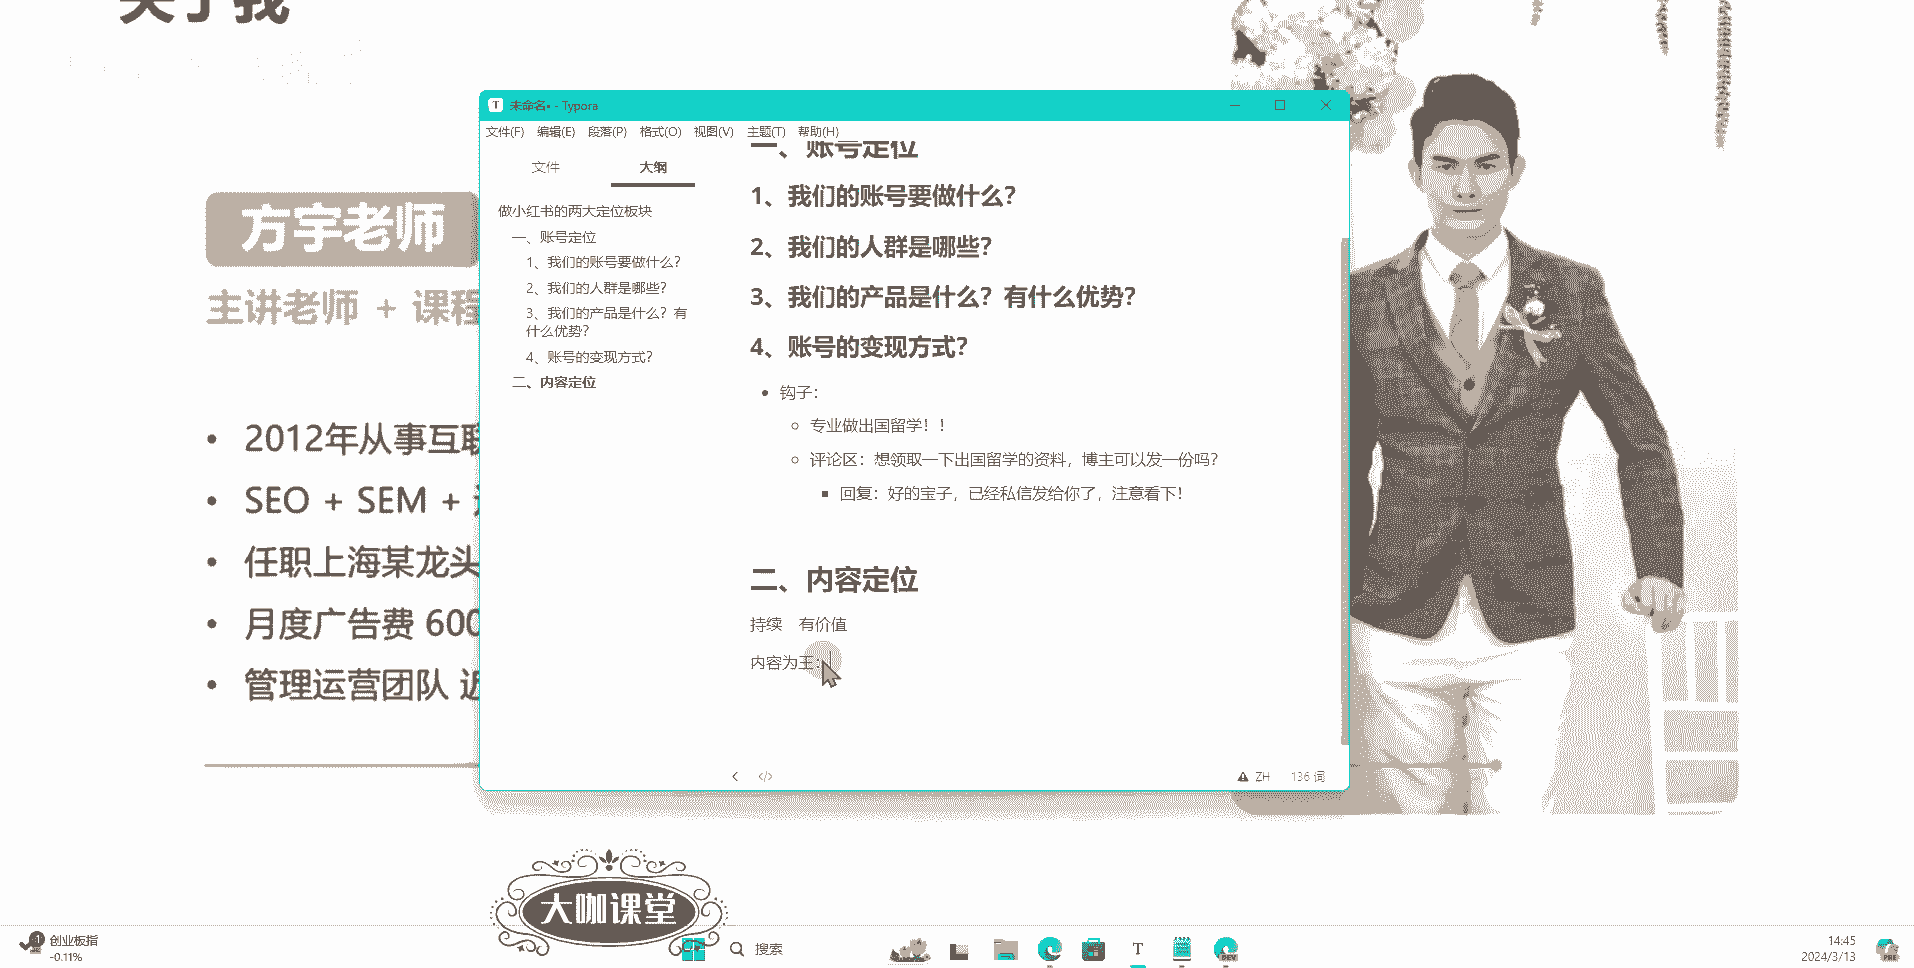 关于我
方宇老师
主讲老师 + 课程
2012年从事互联
SEO + SEM +
任职上海某龙头
月度广告费 600
管理运营团队 近
未命名• - Typora
文件(F) 编辑(E) 段落(P) 格式(O) 视图(V) 主题(T) 帮助(H)
文件 大纲
做小红书的两大定位板块
一、账号定位
1、我们的账号要做什么？
2、我们的人群是哪些？
3、我们的产品是什么？有
什么优势？
4、账号的变现方式？
二、内容定位
一、账号定位
1、我们的账号要做什么？
2、我们的人群是哪些？
3、我们的产品是什么？有什么优势？
4、账号的变现方式？
钩子：
专业做出国留学！！
评论区：想领取一下出国留学的资料，博主可以发一份吗？
回复：好的宝子，已经私信发给你了，注意看下！
二、内容定位
持续 有价值
内容为王：
ZH 136 词
大咖课堂
1
创业板指
-0.11%
搜索
T
DEV
14:45
2024/3/13
PRE